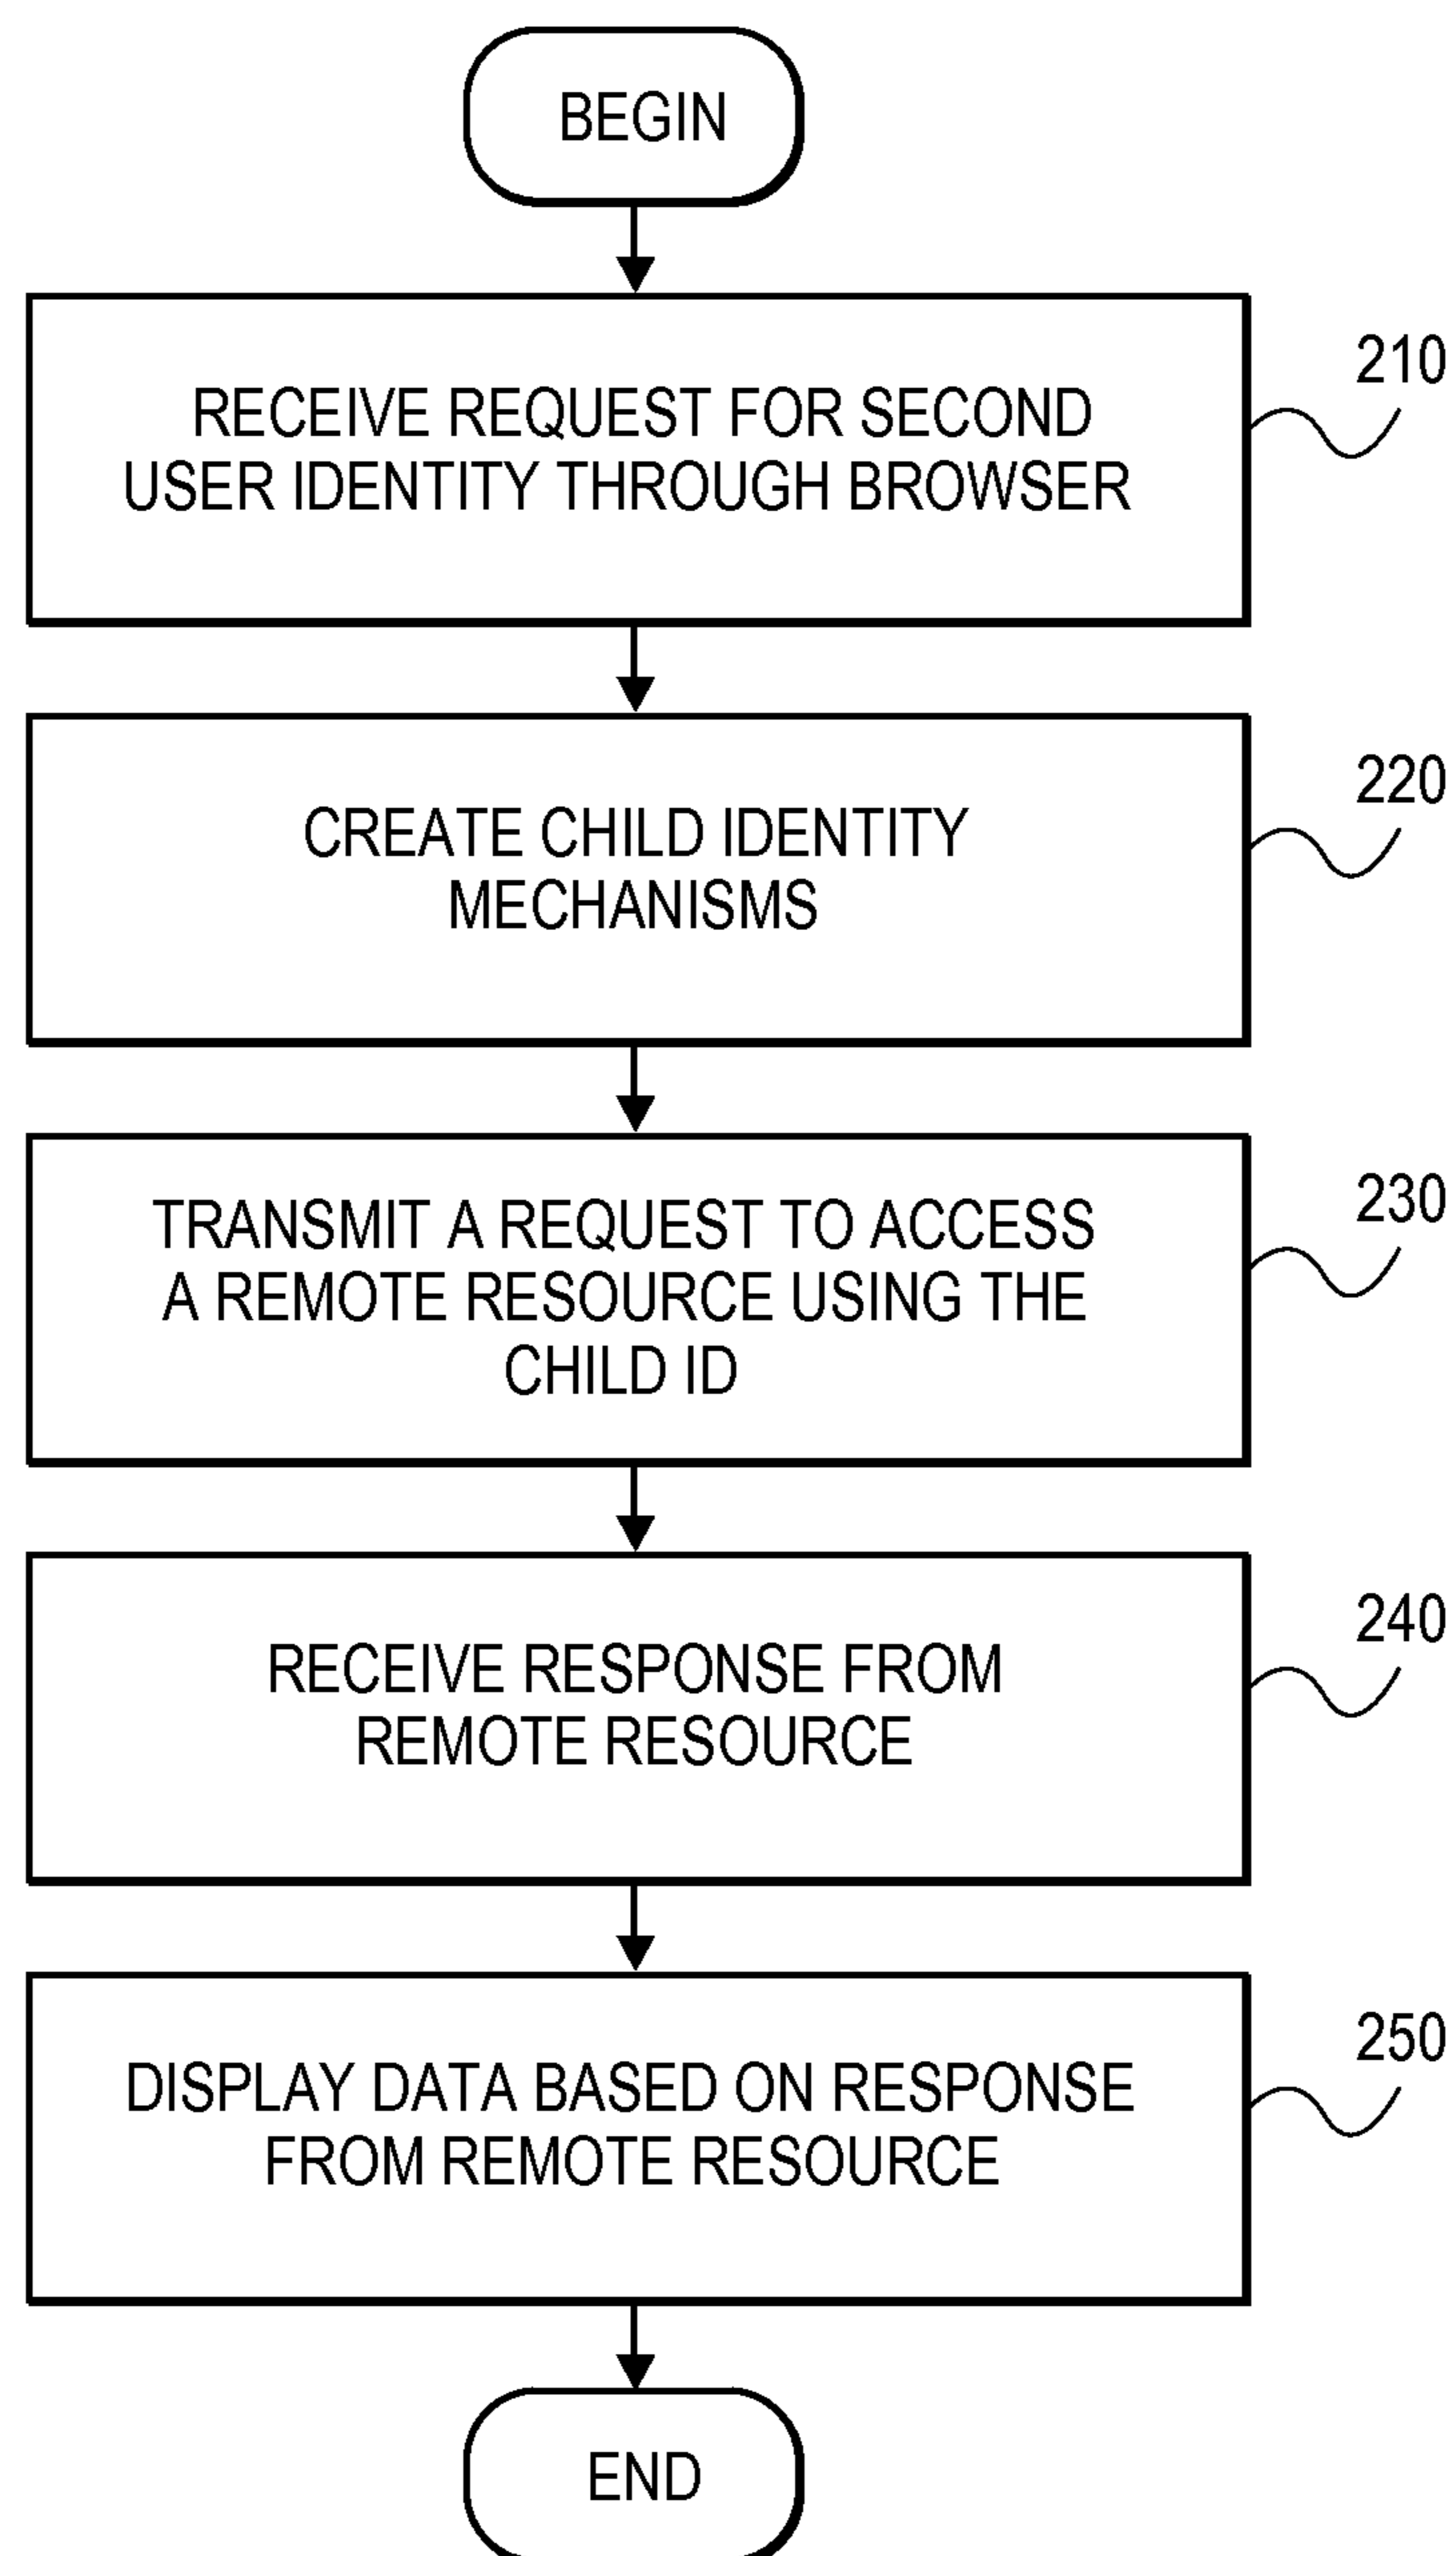 BEGIN
210
RECEIVE REQUEST FOR SECOND
USER IDENTITY THROUGH BROWSER
220
CREATE CHILD IDENTITY
MECHANISMS
230
TRANSMIT A REQUEST TO ACCESS
A REMOTE RESOURCE USING THE
CHILD ID
240
RECEIVE RESPONSE FROM
REMOTE RESOURCE
250
DISPLAY DATA BASED ON RESPONSE
FROM REMOTE RESOURCE
END